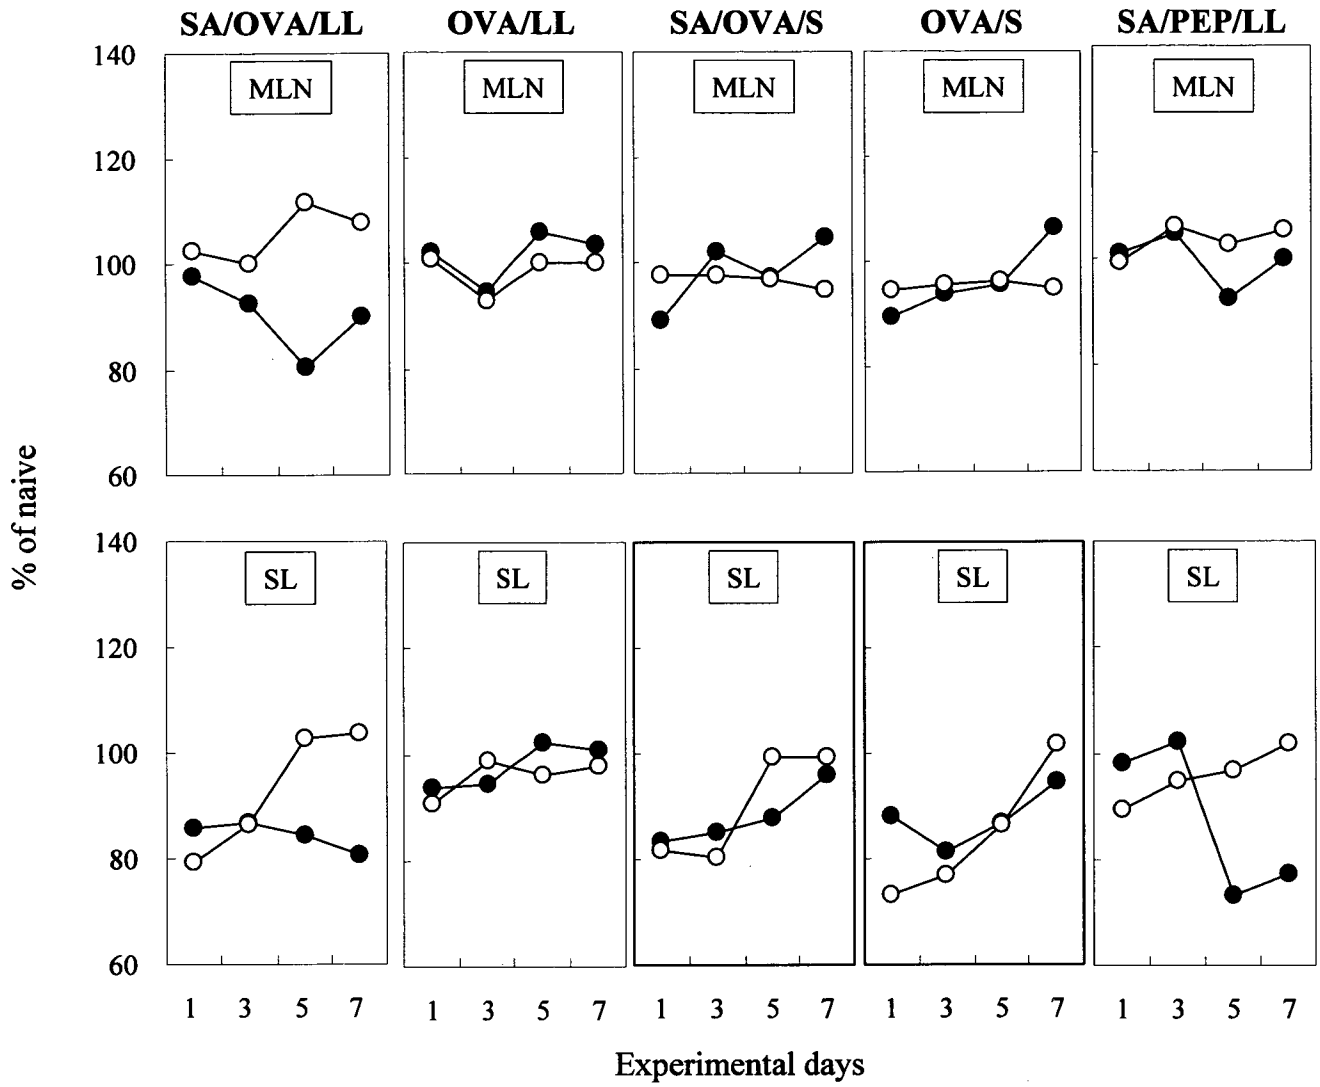 SA/OVA/LL OVA/LL SA/OVA/S OVA/S SA/PEP/LL
140
MLN MLN MLN MLN MLN
120
100
80
60
% of naive
140
SL SL SL SL SL
120
100
80
60
1 3 5 7 1 3 5 7 1 3 5 7 1 3 5 7 1 3 5 7
Experimental days